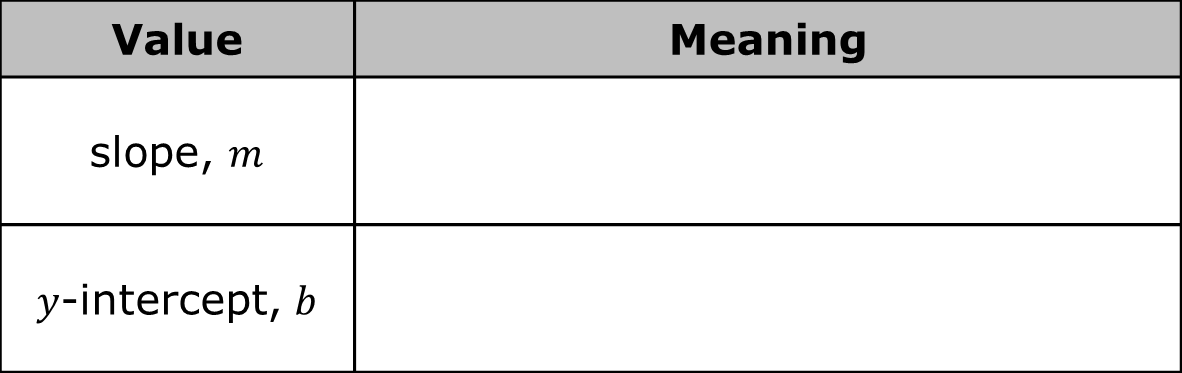 Value Meaning
slope, m
y-intercept, b